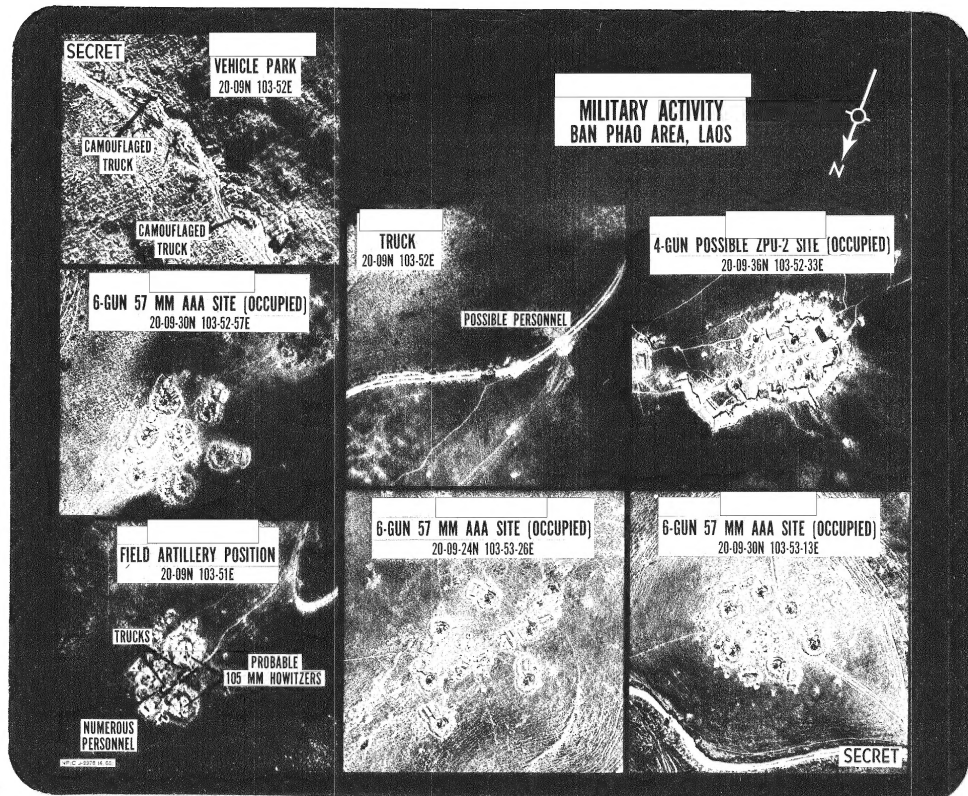 SECRET
VEHICLE PARK
20-09N 103-52E
CAMOUFLAGED
TRUCK
CAMOUFLAGED
TRUCK
MILITARY ACTIVITY
BAN PHAO AREA, LAOS
N
6-GUN 57 MM AAA SITE (OCCUPIED)
20-09-30N 103-52-57E
TRUCK
20-09N 103-52E
POSSIBLE PERSONNEL
4-GUN POSSIBLE ZPU-2 SITE (OCCUPIED)
20-09-36N 103-52-33E
FIELD ARTILLERY POSITION
20-09N 103-51E
TRUCKS
PROBABLE
105 MM HOWITZERS
NUMEROUS
PERSONNEL
6-GUN 57 MM AAA SITE (OCCUPIED)
20-09-24N 103-53-26E
6-GUN 57 MM AAA SITE (OCCUPIED)
20-09-30N 103-53-13E
SECRET